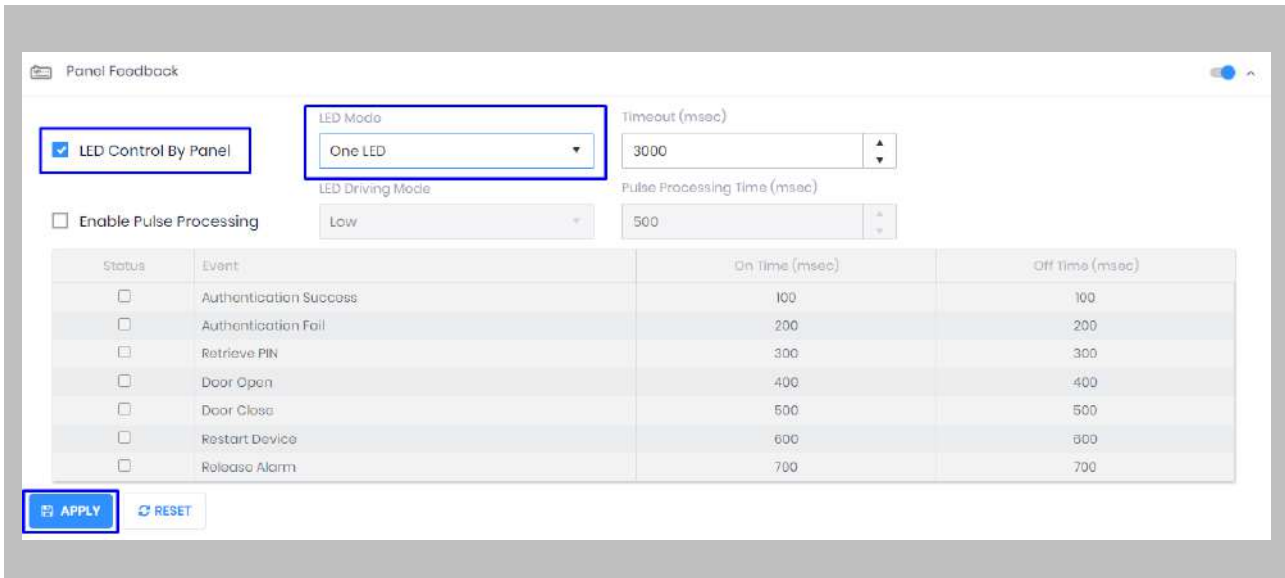 Panel Feedback
LED Mode Timeout (msec)
LED Control By Panel One LED 3000
LED Driving Mode Pulse Processing Time (msec)
Enable Pulse Processing Low 500
Status Event On Time (msec) Off Time (msec)
Authentication Success 100 100
Authentication Fail 200 200
Retrieve PIN 300 300
Door Open 400 400
Door Close 500 500
Restart Device 600 600
Release Alarm 700 700
APPLY RESET